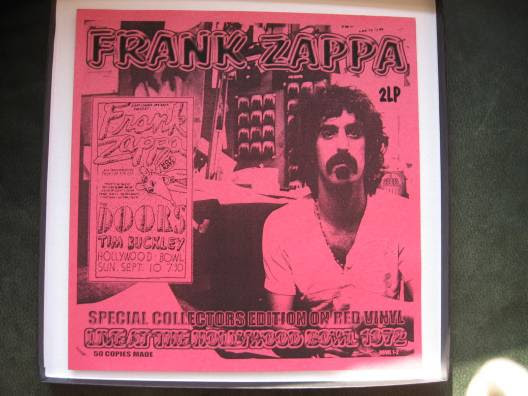 FRANK ZAPPA
2LP
Frank
Zappa
THE
DOORS
TIM BUCKLEY
HOLLYWOOD BOWL
SUN. SEPT. 10 7:30
SPECIAL COLLECTORS EDITION ON RED VINYL
LIVE AT THE HOLLYWOOD BOWL 1972
50 COPIES MADE